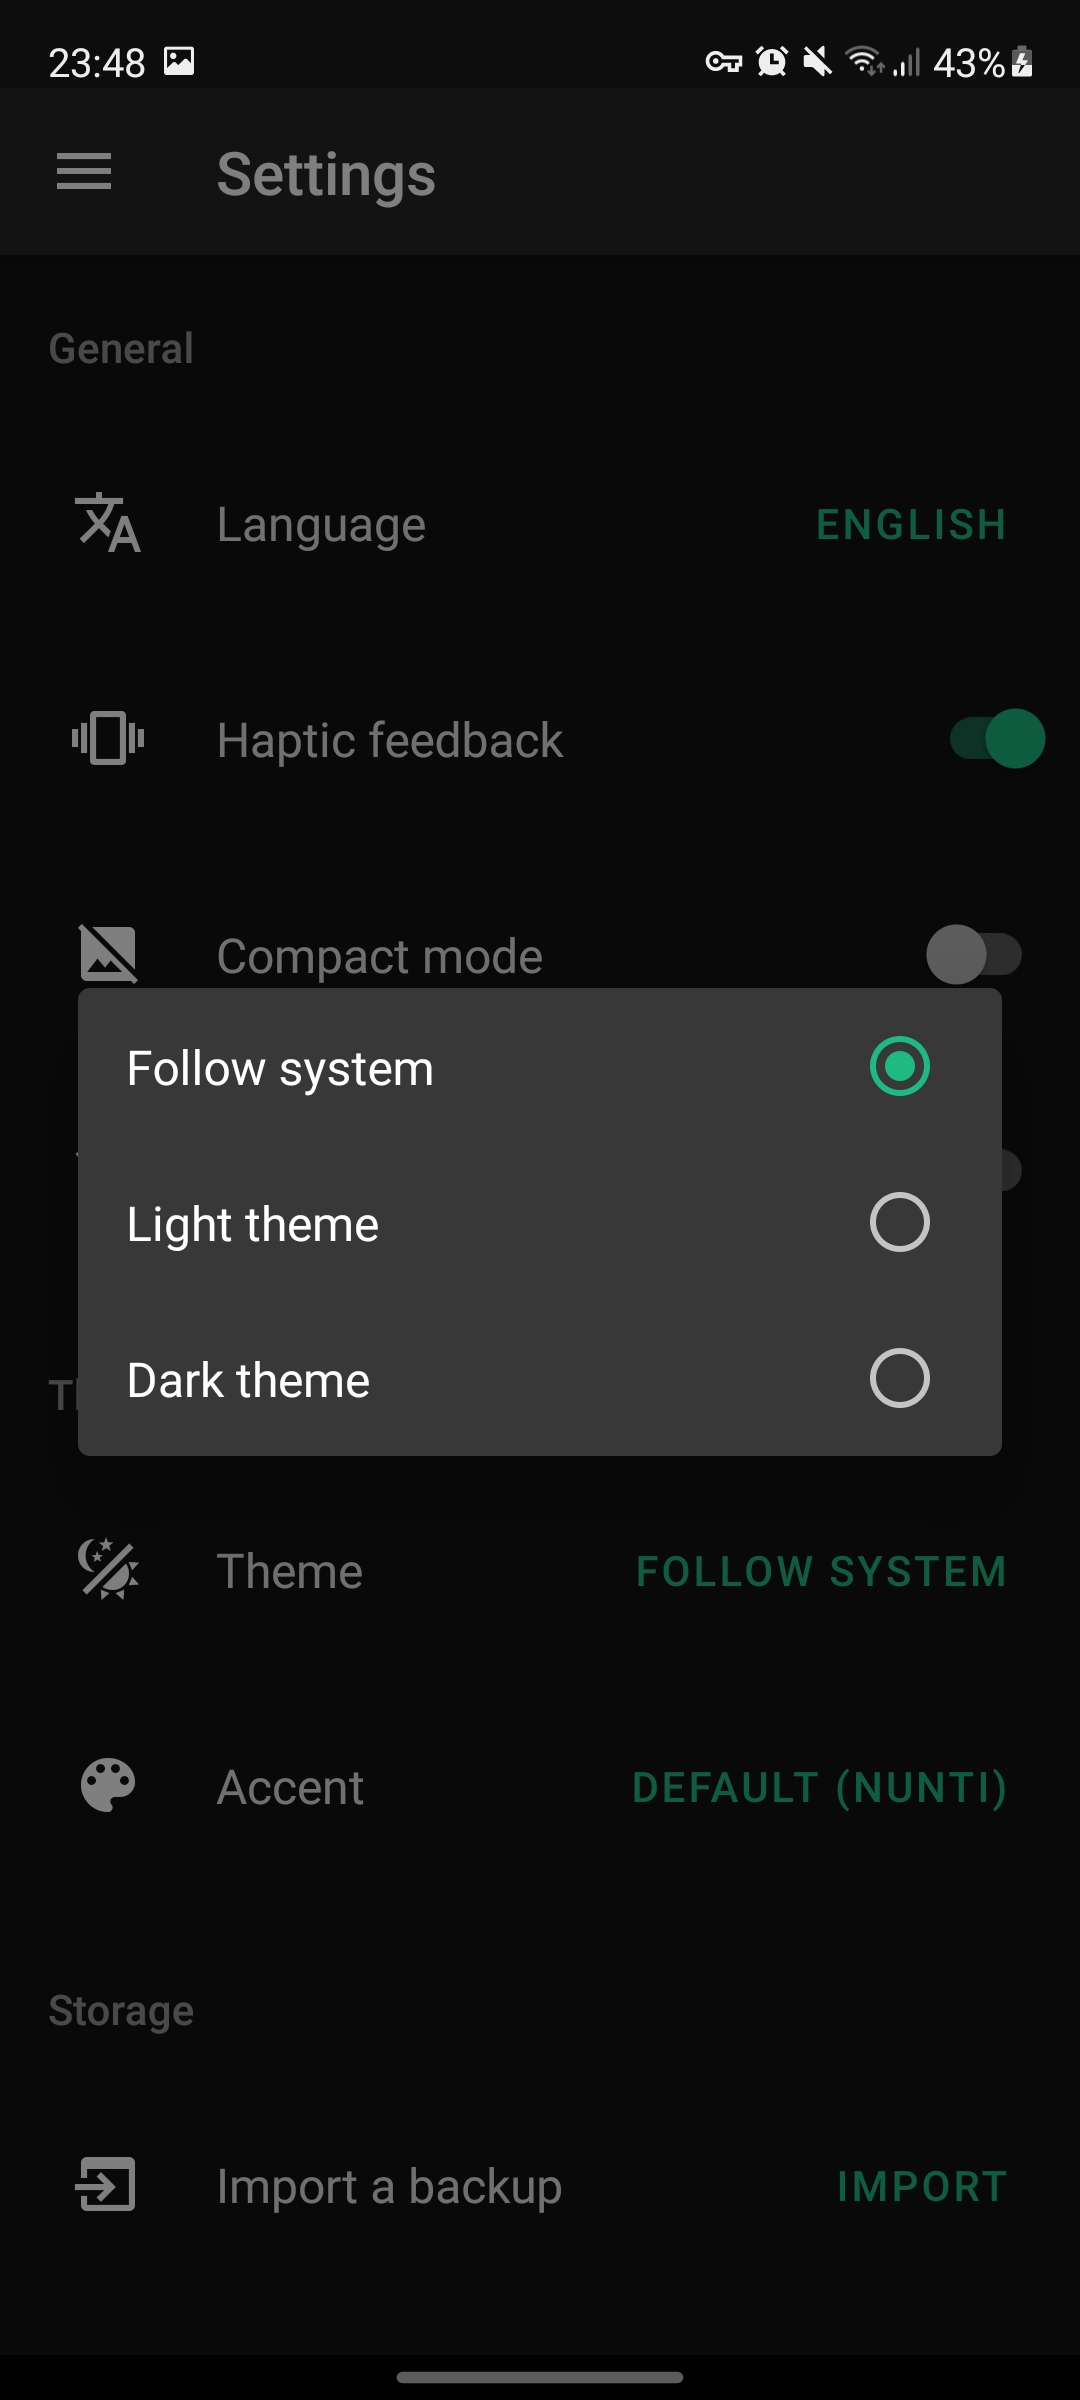 23:48 43%
Settings
General
Language ENGLISH
Haptic feedback
Compact mode
Follow system
Light theme
Dark theme
Theme FOLLOW SYSTEM
Accent DEFAULT (NUNTI)
Storage
Import a backup IMPORT